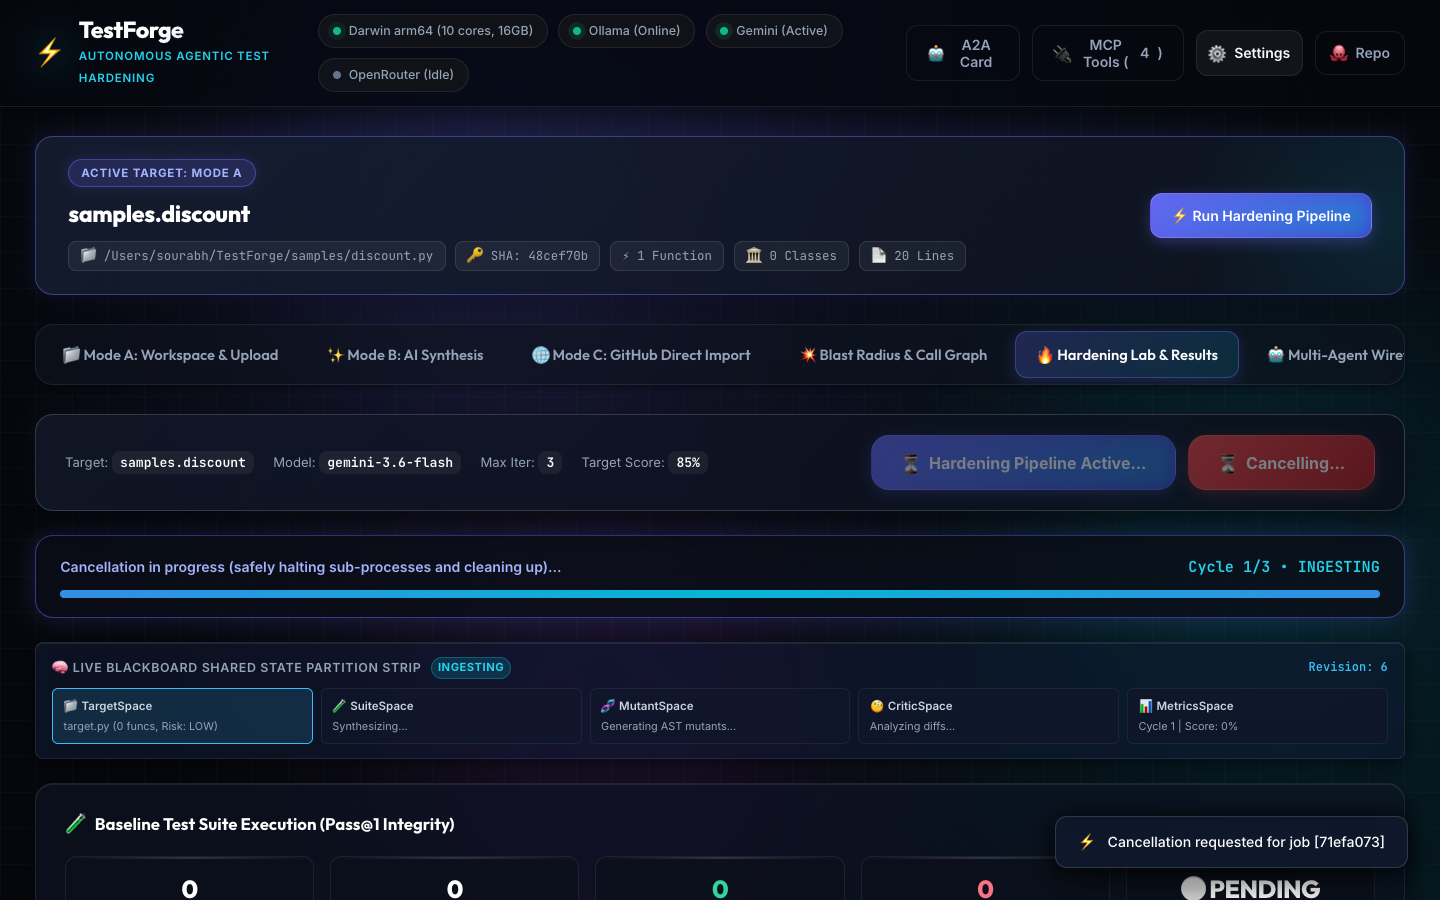 TestForge
AUTONOMOUS AGENTIC TEST
HARDENING
Darwin arm64 (10 cores, 16GB)
Ollama (Online)
Gemini (Active)
OpenRouter (Idle)
A2A
Card
MCP
Tools ( 4 )
Settings
Repo
ACTIVE TARGET: MODE A
samples.discount
/Users/sourabh/TestForge/samples/discount.py
SHA: 48cef70b
⚡ 1 Function
0 Classes
20 Lines
⚡ Run Hardening Pipeline
Mode A: Workspace & Upload
Mode B: AI Synthesis
Mode C: GitHub Direct Import
Blast Radius & Call Graph
Hardening Lab & Results
Multi-Agent Wire
Target: samples.discount
Model: gemini-3.6-flash
Max Iter: 3
Target Score: 85%
Hardening Pipeline Active...
Cancelling...
Cancellation in progress (safely halting sub-processes and cleaning up)...
Cycle 1/3 • INGESTING
LIVE BLACKBOARD SHARED STATE PARTITION STRIP
INGESTING
Revision: 6
TargetSpace
target.py (0 funcs, Risk: LOW)
SuiteSpace
Synthesizing...
MutantSpace
Generating AST mutants...
CriticSpace
Analyzing diffs...
MetricsSpace
Cycle 1 | Score: 0%
Baseline Test Suite Execution (Pass@1 Integrity)
0
0
0
0
PENDING
Cancellation requested for job [71efa073]